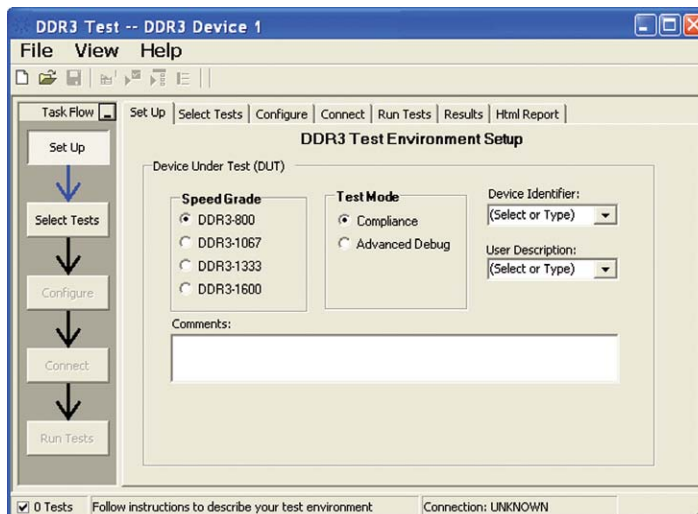 DDR3 Test -- DDR3 Device 1
File View Help
Task Flow
Set Up
Select Tests
Configure
Connect
Run Tests
Set Up Select Tests Configure Connect Run Tests Results Html Report
DDR3 Test Environment Setup
Device Under Test (DUT)
Speed Grade
DDR3-800
DDR3-1067
DDR3-1333
DDR3-1600
Test Mode
Compliance
Advanced Debug
Device Identifier:
(Select or Type)
User Description:
(Select or Type)
Comments:
0 Tests Follow instructions to describe your test environment Connection: UNKNOWN